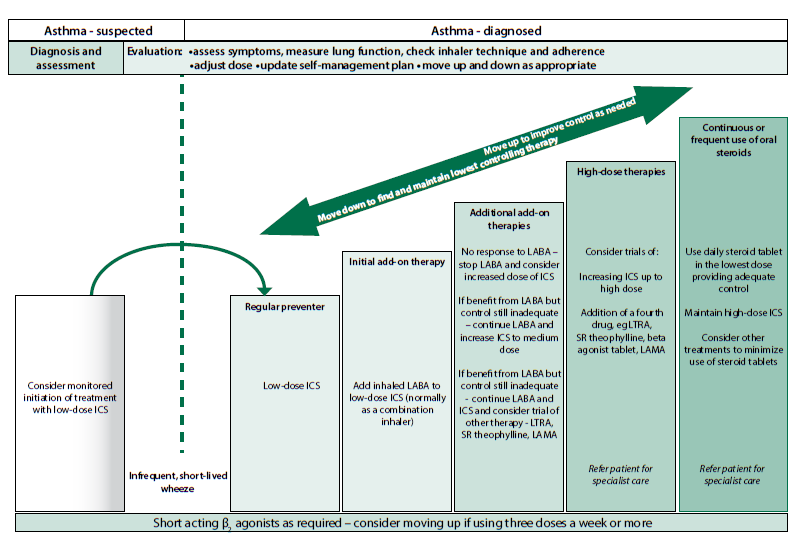 Asthma - suspected
Asthma - diagnosed
Diagnosis and
assessment
Evaluation: •assess symptoms, measure lung function, check inhaler technique and adherence
•adjust dose •update self-management plan •move up and down as appropriate
Move up to improve control as needed
Move down to find and maintain lowest controlling therapy
Consider monitored
initiation of treatment
with low-dose ICS
Infrequent, short-lived
wheeze
Regular preventer
Low-dose ICS
Initial add-on therapy
Add inhaled LABA to
low-dose ICS (normally
as a combination
inhaler)
Additional add-on
therapies
No response to LABA –
stop LABA and consider
increased dose of ICS
If benefit from LABA but
control still inadequate
– continue LABA and
increase ICS to medium
dose
If benefit from LABA but
control still inadequate
- continue LABA and
ICS and consider trial of
other therapy - LTRA,
SR theophylline, LAMA
High-dose therapies
Consider trials of:
Increasing ICS up to
high dose
Addition of a fourth
drug, eg LTRA,
SR theophylline, beta
agonist tablet, LAMA
Refer patient for
specialist care
Continuous or
frequent use of oral
steroids
Use daily steroid tablet
in the lowest dose
providing adequate
control
Maintain high-dose ICS
Consider other
treatments to minimize
use of steroid tablets
Refer patient for
specialist care
Short acting β₂ agonists as required – consider moving up if using three doses a week or more